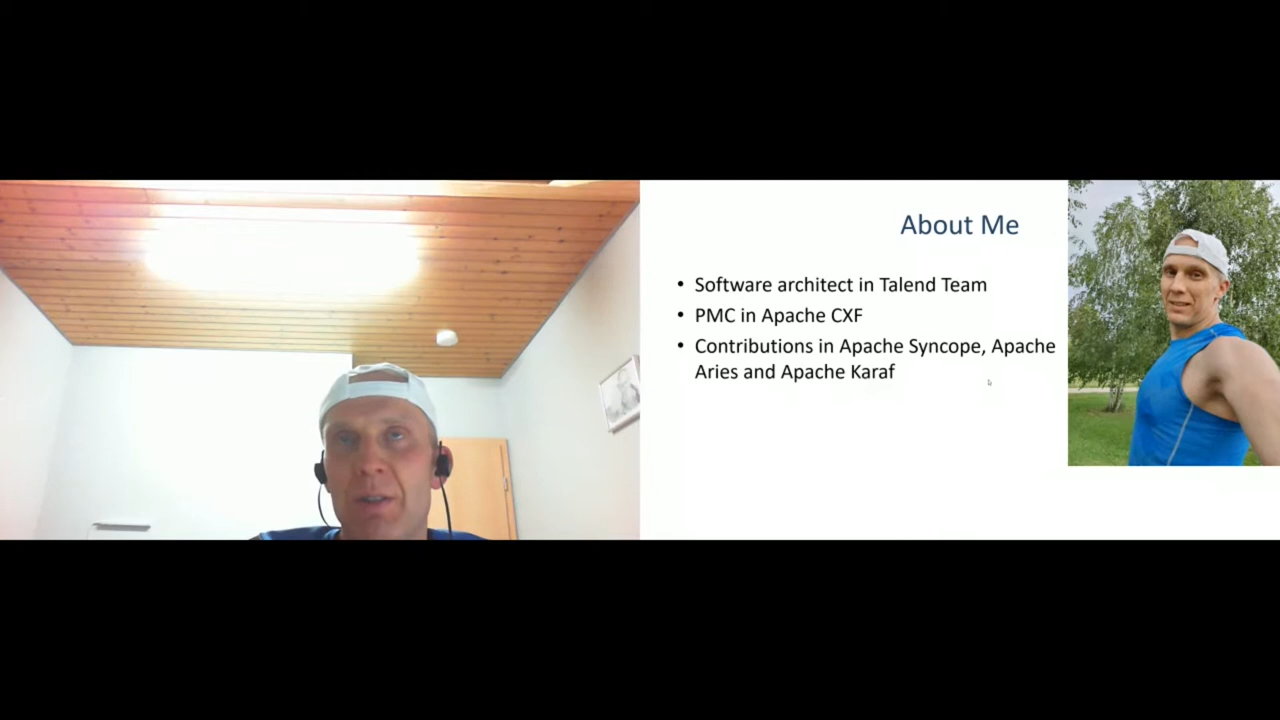 About Me
• Software architect in Talend Team
• PMC in Apache CXF
• Contributions in Apache Syncope, Apache
Aries and Apache Karaf